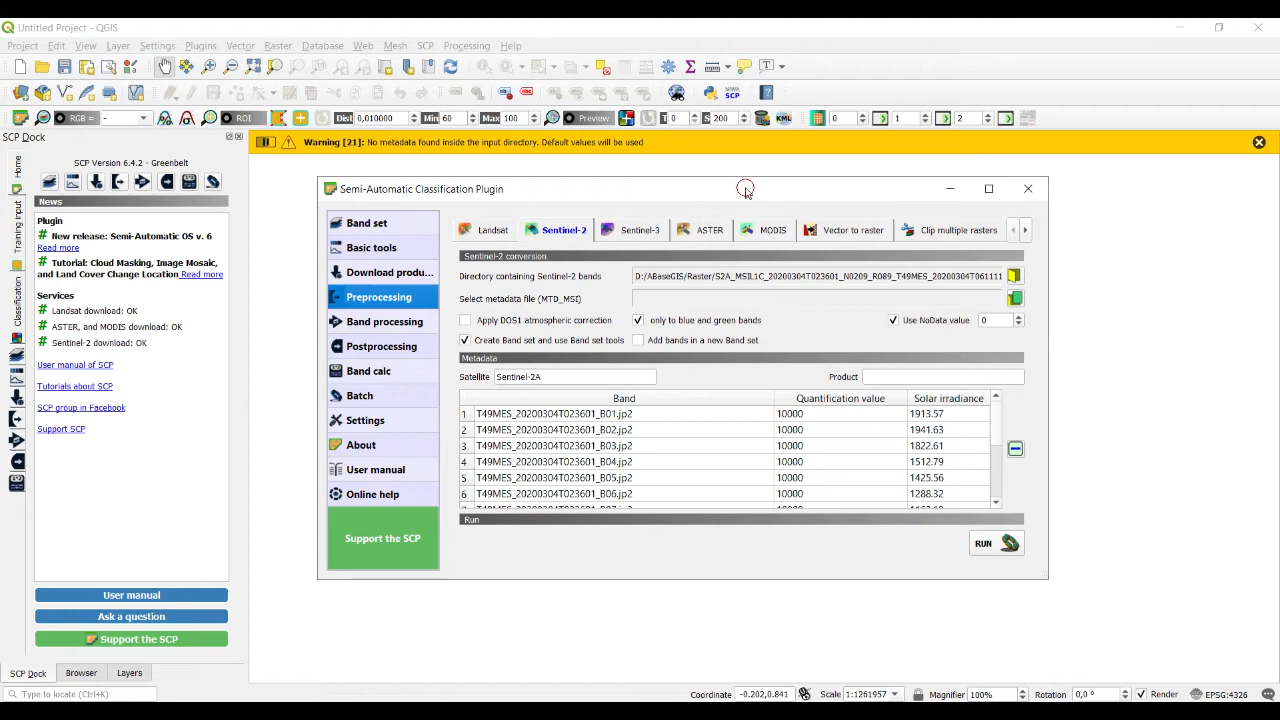 Untitled Project - QGIS
Project Edit View Layer Settings Plugins Vector Raster Database Web Mesh SCP Processing Help
RGB = - ROI Dist 0,010000 Min 60 Max 100 Preview T 0 S 200 KML 0 1 2
SCP Dock
Warning [21]: No metadata found inside the input directory. Default values will be used
SCP Version 6.4.2 - Greenbelt
News
Plugin
# New release: Semi-Automatic OS v. 6
Read more
# Tutorial: Cloud Masking, Image Mosaic,
and Land Cover Change Location Read more
Services
# Landsat download: OK
# ASTER, and MODIS download: OK
# Sentinel-2 download: OK
User manual of SCP
Tutorials about SCP
SCP group in Facebook
Support SCP
Home
Training input
Classification
User manual
Ask a question
Support the SCP
SCP Dock Browser Layers
Semi-Automatic Classification Plugin
Band set
Basic tools
Download produ...
Preprocessing
Band processing
Postprocessing
Band calc
Batch
Settings
About
User manual
Online help
Support the SCP
Landsat Sentinel-2 Sentinel-3 ASTER MODIS Vector to raster Clip multiple rasters
Sentinel-2 conversion
Directory containing Sentinel-2 bands D:/ABaseGIS/Raster/S2A_MSIL1C_20200304T023601_N0209_R089_T49MES_20200304T061111
Select metadata file (MTD_MSI)
Apply DOS1 atmospheric correction only to blue and green bands Use NoData value 0
Create Band set and use Band set tools Add bands in a new Band set
Metadata
Satellite Sentinel-2A Product
Band Quantification value Solar irradiance
1 T49MES_20200304T023601_B01.jp2 10000 1913.57
2 T49MES_20200304T023601_B02.jp2 10000 1941.63
3 T49MES_20200304T023601_B03.jp2 10000 1822.61
4 T49MES_20200304T023601_B04.jp2 10000 1512.79
5 T49MES_20200304T023601_B05.jp2 10000 1425.56
6 T49MES_20200304T023601_B06.jp2 10000 1288.32
Run
RUN
Type to locate (Ctrl+K) Coordinate -0.202,0.841 Scale 1:1261957 Magnifier 100% Rotation 0,0 ° Render EPSG:4326